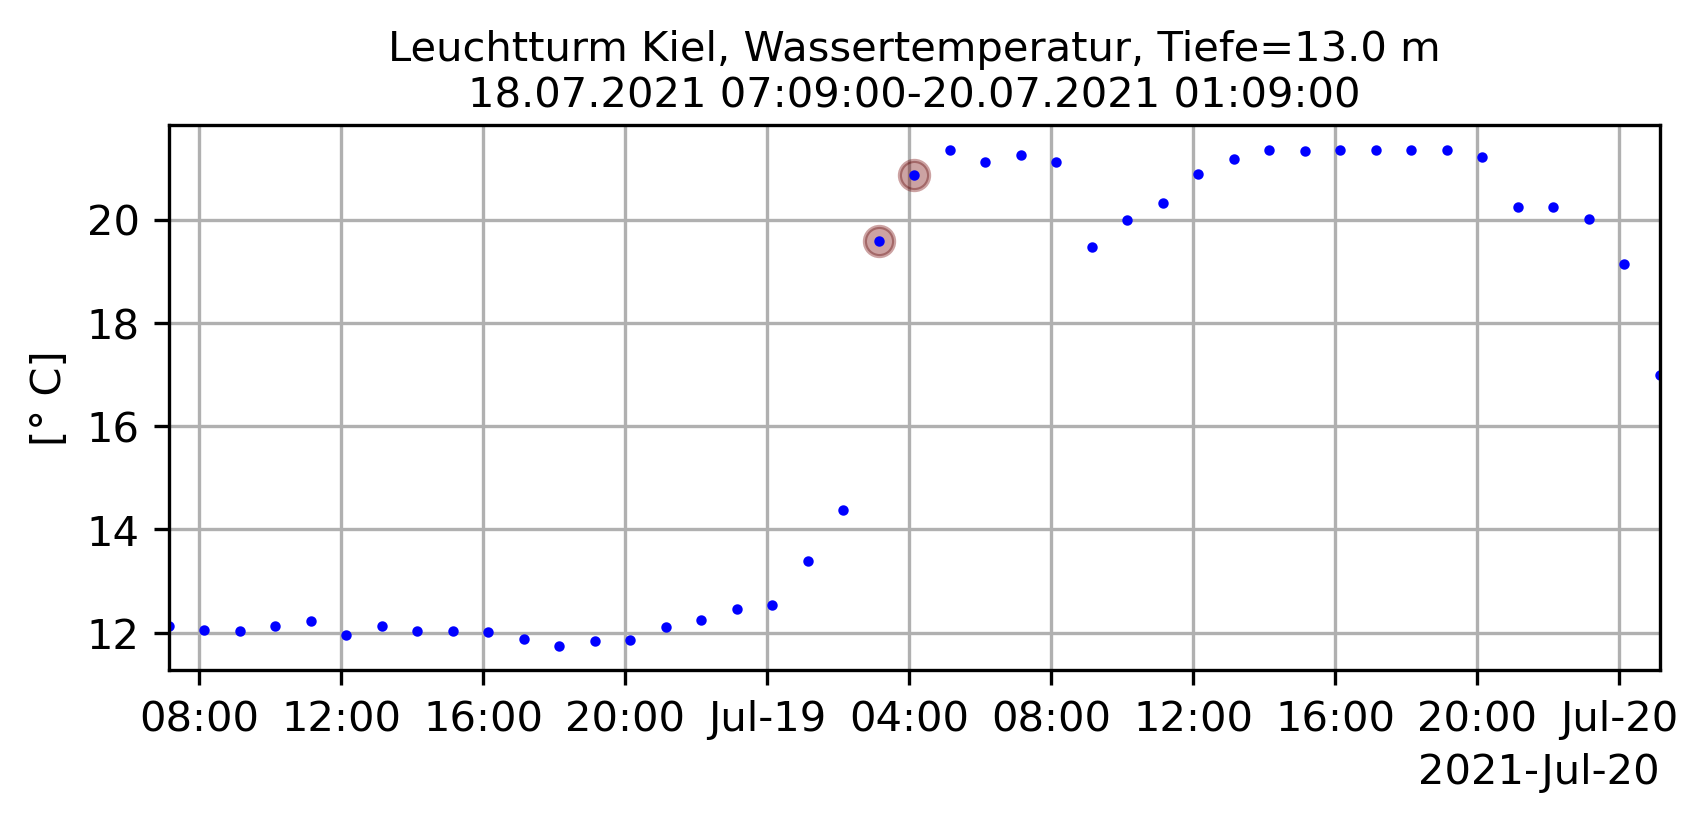 Leuchtturm Kiel, Wassertemperatur, Tiefe=13.0 m
18.07.2021 07:09:00-20.07.2021 01:09:00
[° C]
20
18
16
14
12
08:00 12:00 16:00 20:00 Jul-19 04:00 08:00 12:00 16:00 20:00 Jul-20
2021-Jul-20